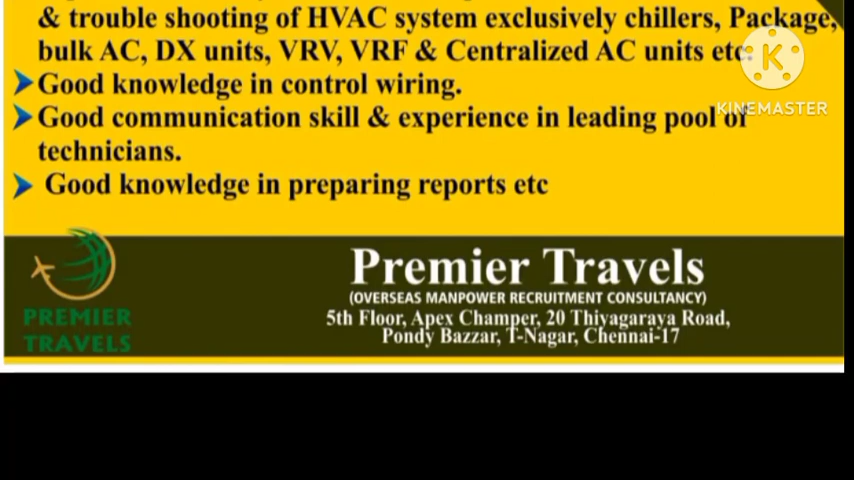 & trouble shooting of HVAC system exclusively chillers, Package,
bulk AC, DX units, VRV, VRF & Centralized AC units etc.
Good knowledge in control wiring.
Good communication skill & experience in leading pool of
technicians.
Good knowledge in preparing reports etc
KINEMASTER
PREMIER
TRAVELS
Premier Travels
(OVERSEAS MANPOWER RECRUITMENT CONSULTANCY)
5th Floor, Apex Champer, 20 Thiyagaraya Road,
Pondy Bazzar, T-Nagar, Chennai-17